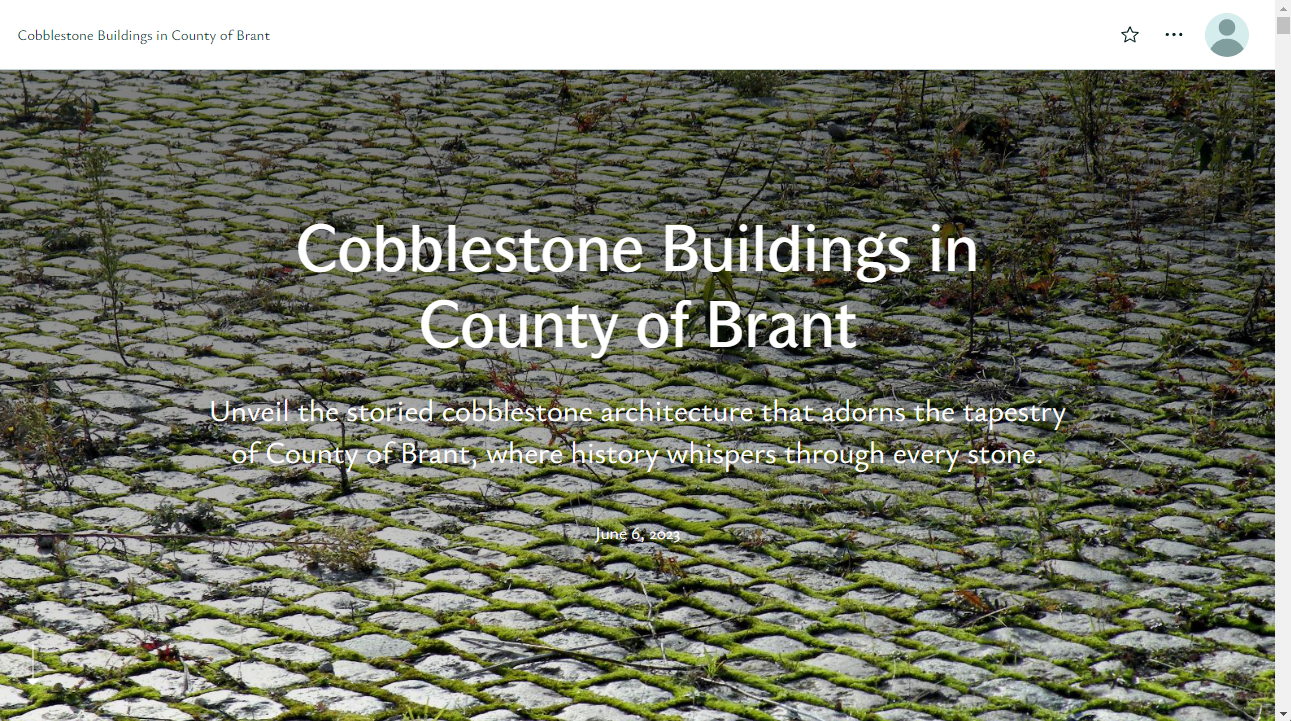 Cobblestone Buildings in County of Brant
Cobblestone Buildings in
County of Brant
Unveil the storied cobblestone architecture that adorns the tapestry
of County of Brant, where history whispers through every stone.
June 6, 2023